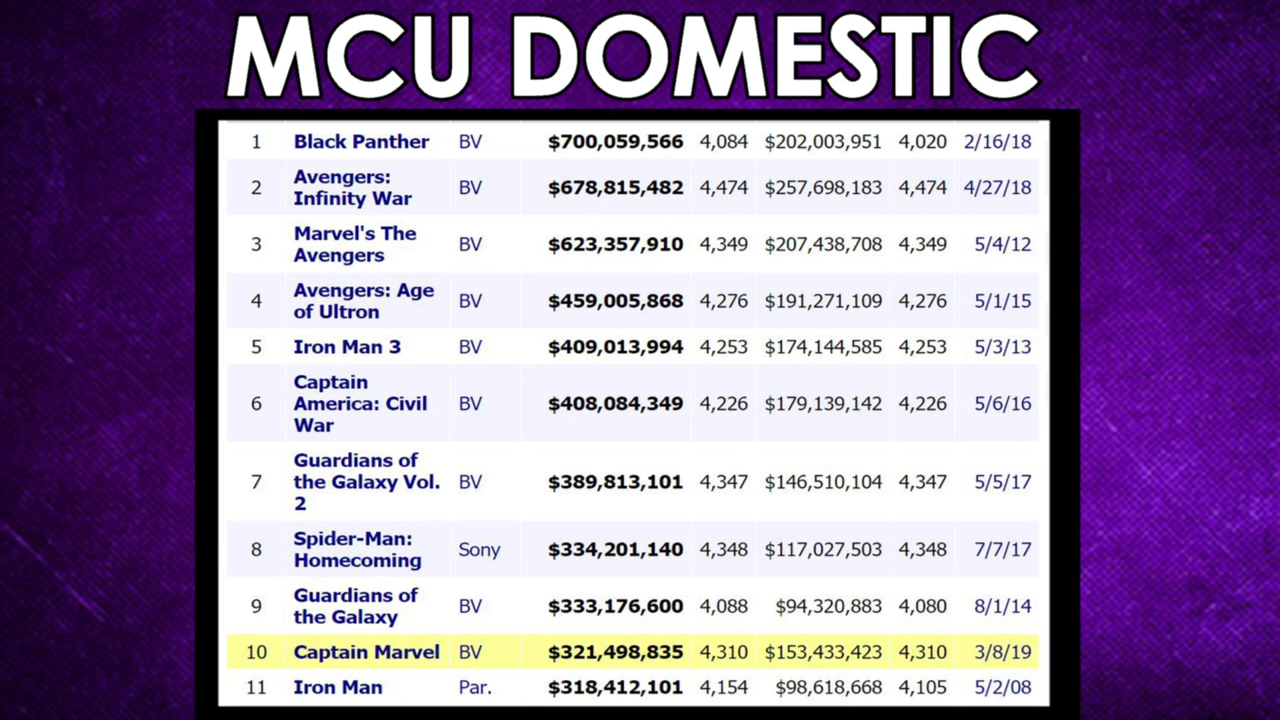 MCU DOMESTIC
1 Black Panther BV $700,059,566 4,084 $202,003,951 4,020 2/16/18
2 Avengers: Infinity War BV $678,815,482 4,474 $257,698,183 4,474 4/27/18
3 Marvel's The Avengers BV $623,357,910 4,349 $207,438,708 4,349 5/4/12
4 Avengers: Age of Ultron BV $459,005,868 4,276 $191,271,109 4,276 5/1/15
5 Iron Man 3 BV $409,013,994 4,253 $174,144,585 4,253 5/3/13
6 Captain America: Civil War BV $408,084,349 4,226 $179,139,142 4,226 5/6/16
7 Guardians of the Galaxy Vol. 2 BV $389,813,101 4,347 $146,510,104 4,347 5/5/17
8 Spider-Man: Homecoming Sony $334,201,140 4,348 $117,027,503 4,348 7/7/17
9 Guardians of the Galaxy BV $333,176,600 4,088 $94,320,883 4,080 8/1/14
10 Captain Marvel BV $321,498,835 4,310 $153,433,423 4,310 3/8/19
11 Iron Man Par. $318,412,101 4,154 $98,618,668 4,105 5/2/08